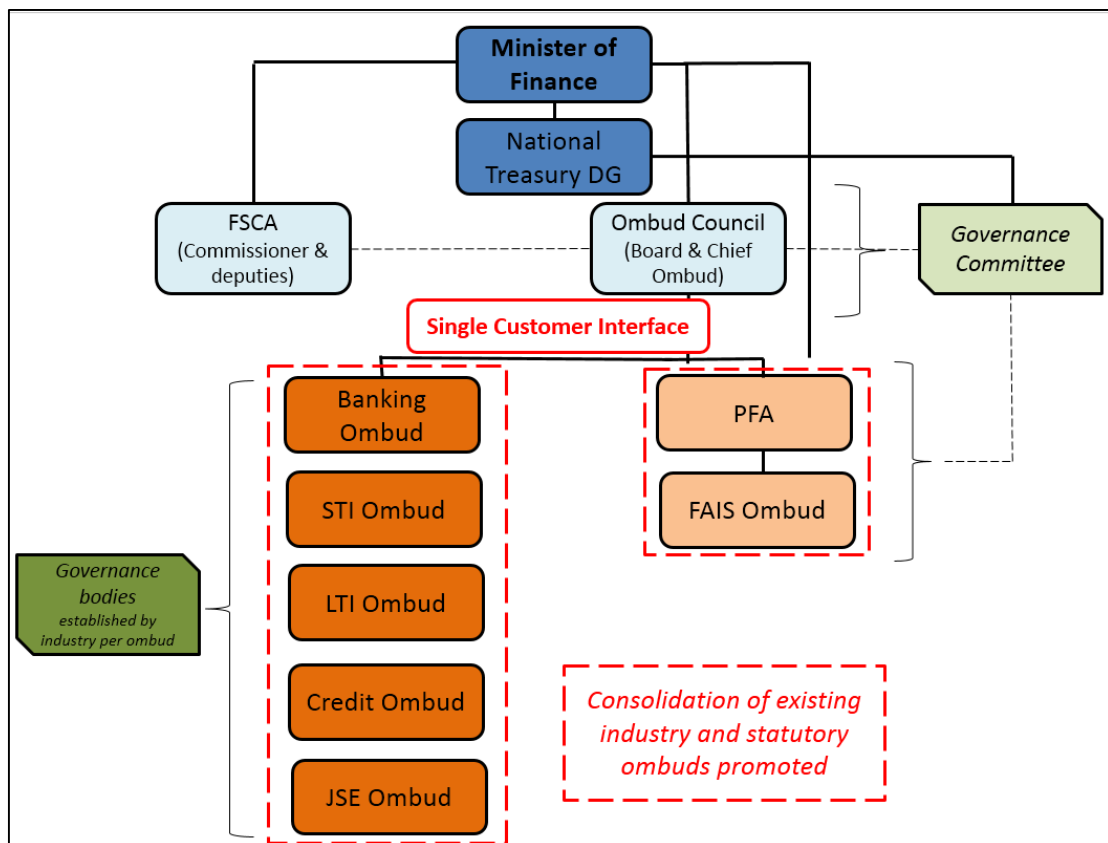 Minister of
Finance
National
Treasury DG
FSCA
(Commissioner &
deputies)
Ombud Council
(Board & Chief
Ombud)
Governance
Committee
Single Customer Interface
Banking
Ombud
PFA
STI Ombud
FAIS Ombud
Governance
bodies
established by
industry per ombud
LTI Ombud
Credit Ombud
JSE Ombud
Consolidation of existing
industry and statutory
ombuds promoted